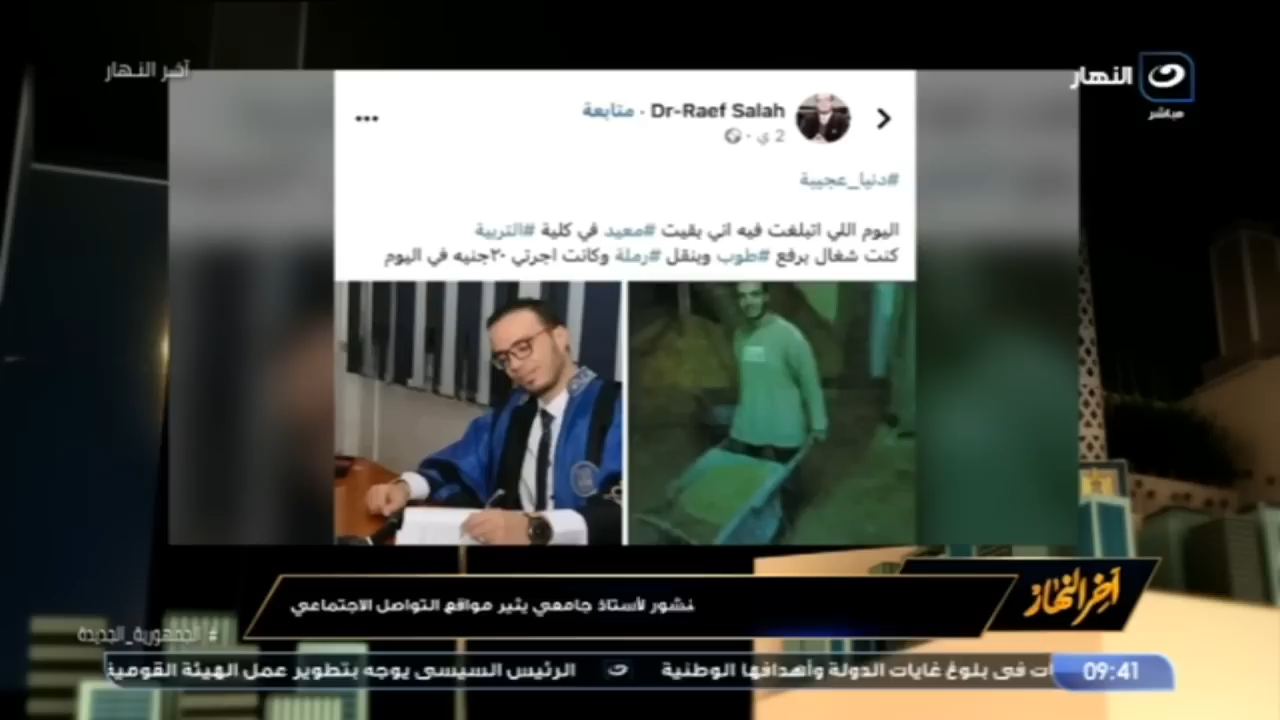 آخر النهار
النهار
مباشر
Dr-Raef Salah · متابعة
2 ي ·
#دنيا_عجيبة
اليوم اللي اتبلغت فيه اني بقيت #معيد في كلية #التربية
كنت شغال برفع #طوب وبنقل #رملة وكانت اجرتي ٢٠جنيه في اليوم
آخر النهار
نشور لأستاذ جامعي يثير مواقع التواصل الاجتماعي
#الجمهورية_الجديدة
09:41
ات فى بلوغ غايات الدولة وأهدافها الوطنية
الرئيس السيسى يوجه بتطوير عمل الهيئة القومية